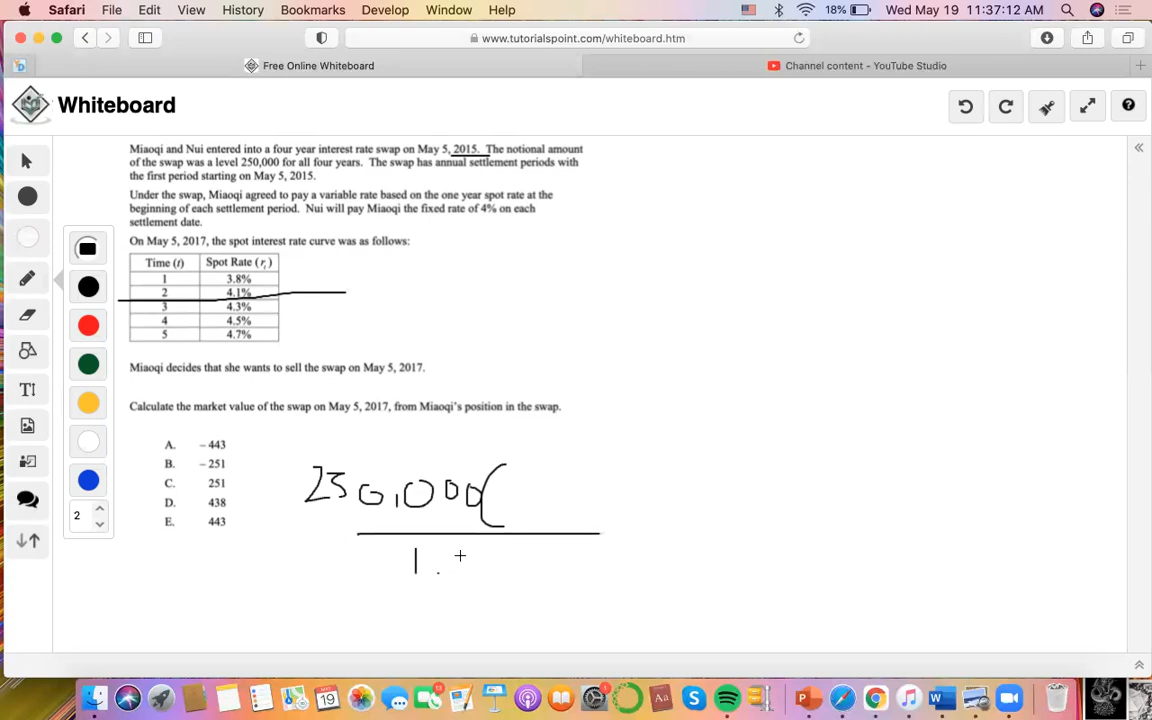 Safari File Edit View History Bookmarks Develop Window Help 18% Wed May 19 11:37:12 AM
www.tutorialspoint.com/whiteboard.htm
Free Online Whiteboard Channel content - YouTube Studio
Whiteboard
Miaoqi and Nui entered into a four year interest rate swap on May 5, 2015. The notional amount
of the swap was a level 250,000 for all four years. The swap has annual settlement periods with
the first period starting on May 5, 2015.
Under the swap, Miaoqi agreed to pay a variable rate based on the one year spot rate at the
beginning of each settlement period. Nui will pay Miaoqi the fixed rate of 4% on each
settlement date.
On May 5, 2017, the spot interest rate curve was as follows:
Time (t) Spot Rate (rt)
1 3.8%
2 4.1%
3 4.3%
4 4.5%
5 4.7%
Miaoqi decides that she wants to sell the swap on May 5, 2017.
Calculate the market value of the swap on May 5, 2017, from Miaoqi's position in the swap.
A. – 443
B. – 251
C. 251
D. 438
E. 443
250,000(
1.
2
TI